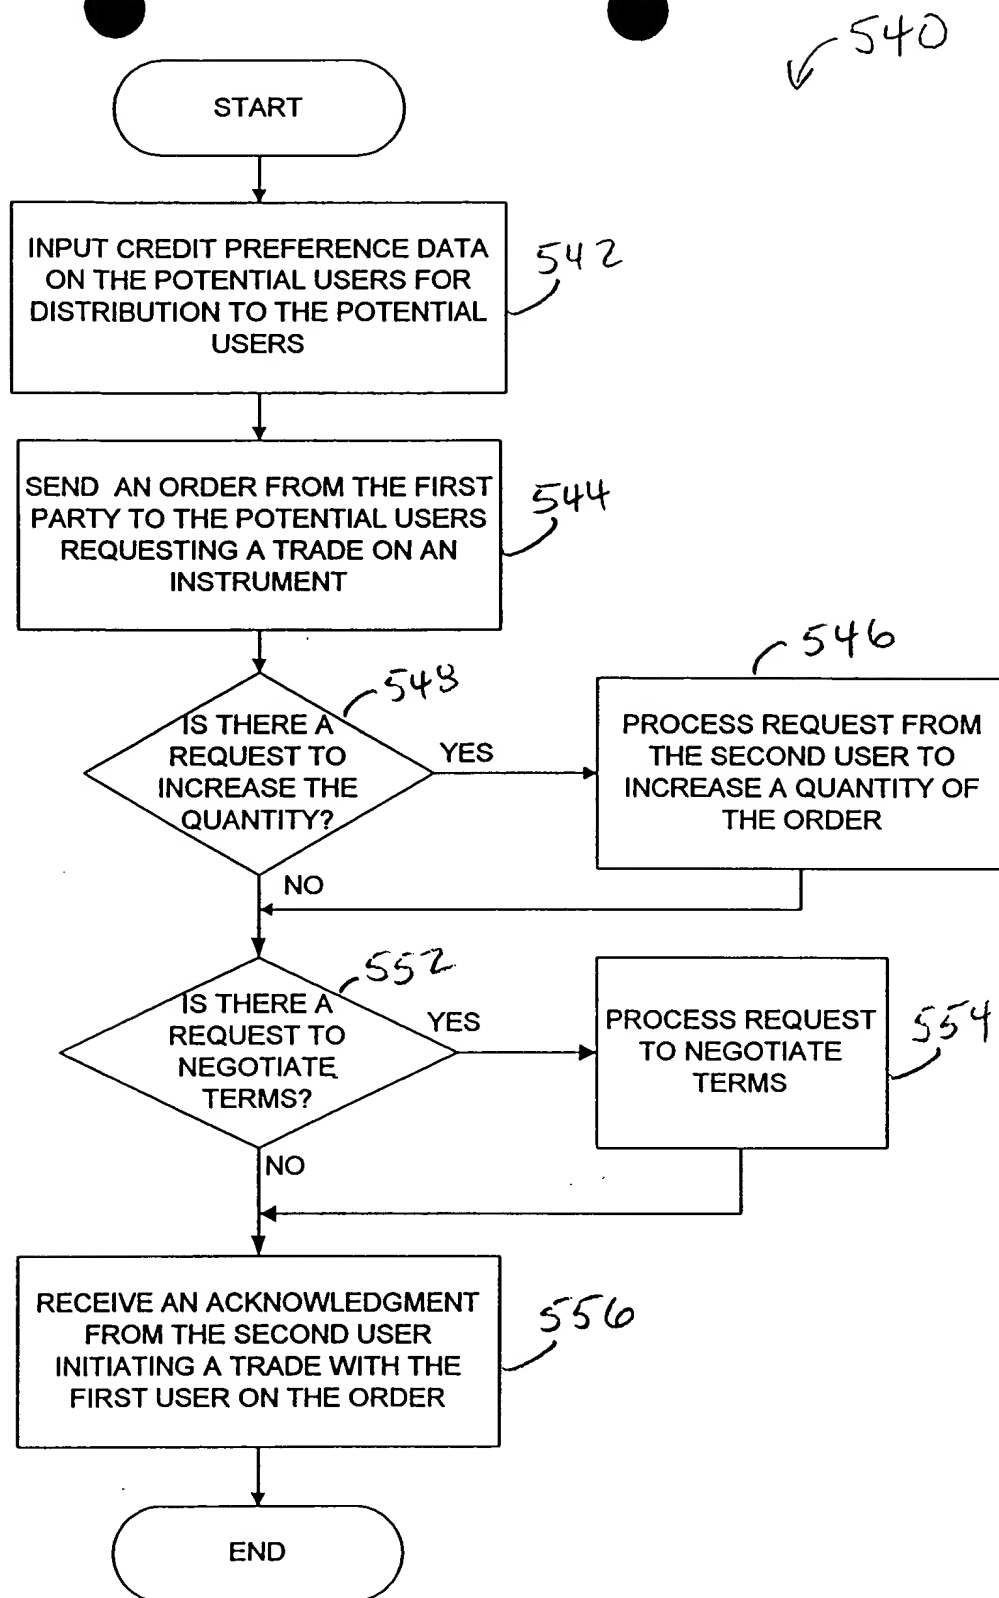 540
START
INPUT CREDIT PREFERENCE DATA
ON THE POTENTIAL USERS FOR
DISTRIBUTION TO THE POTENTIAL
USERS
542
SEND AN ORDER FROM THE FIRST
PARTY TO THE POTENTIAL USERS
REQUESTING A TRADE ON AN
INSTRUMENT
544
IS THERE A
REQUEST TO
INCREASE THE
QUANTITY?
548
YES
NO
PROCESS REQUEST FROM
THE SECOND USER TO
INCREASE A QUANTITY OF
THE ORDER
546
IS THERE A
REQUEST TO
NEGOTIATE
TERMS?
552
YES
NO
PROCESS REQUEST
TO NEGOTIATE
TERMS
554
RECEIVE AN ACKNOWLEDGMENT
FROM THE SECOND USER
INITIATING A TRADE WITH THE
FIRST USER ON THE ORDER
556
END